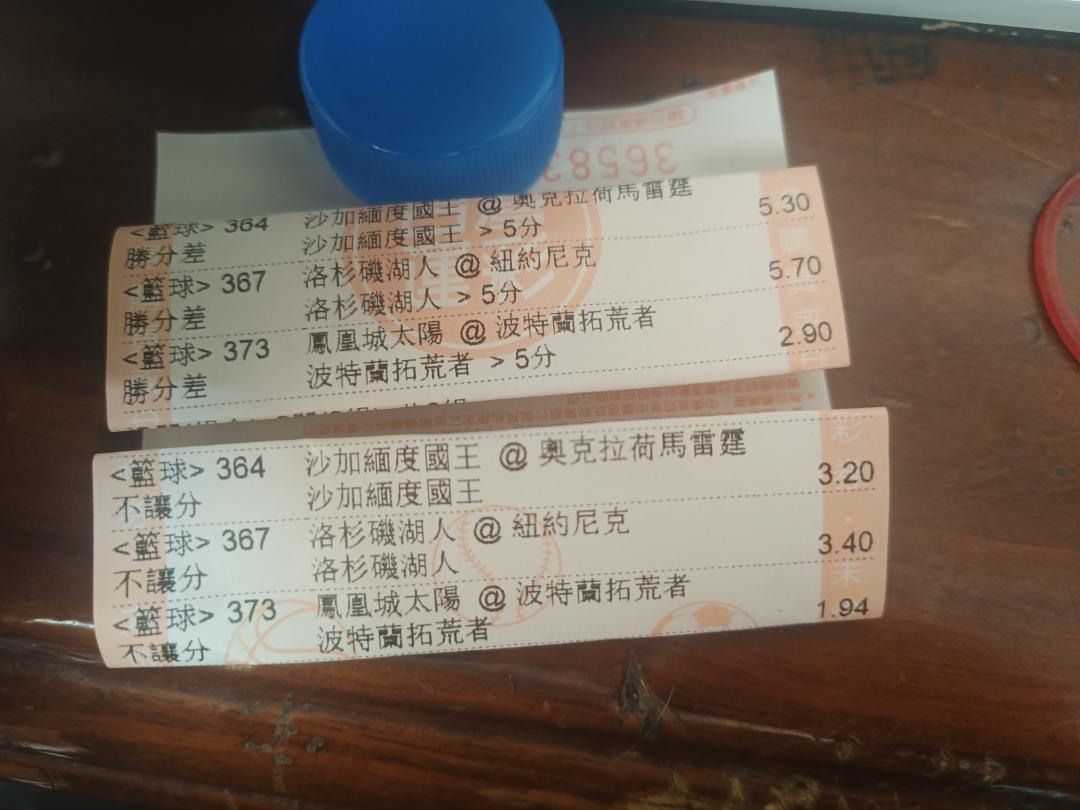 36583
<籃球> 364 沙加緬度國王 @ 奧克拉荷馬雷霆 5.30
勝分差 沙加緬度國王 > 5分
<籃球> 367 洛杉磯湖人 @ 紐約尼克 5.70
勝分差 洛杉磯湖人 > 5分
<籃球> 373 鳳凰城太陽 @ 波特蘭拓荒者 2.90
勝分差 波特蘭拓荒者 > 5分
<籃球> 364 沙加緬度國王 @ 奧克拉荷馬雷霆 3.20
不讓分 沙加緬度國王
<籃球> 367 洛杉磯湖人 @ 紐約尼克 3.40
不讓分 洛杉磯湖人
<籃球> 373 鳳凰城太陽 @ 波特蘭拓荒者 1.94
不讓分 波特蘭拓荒者